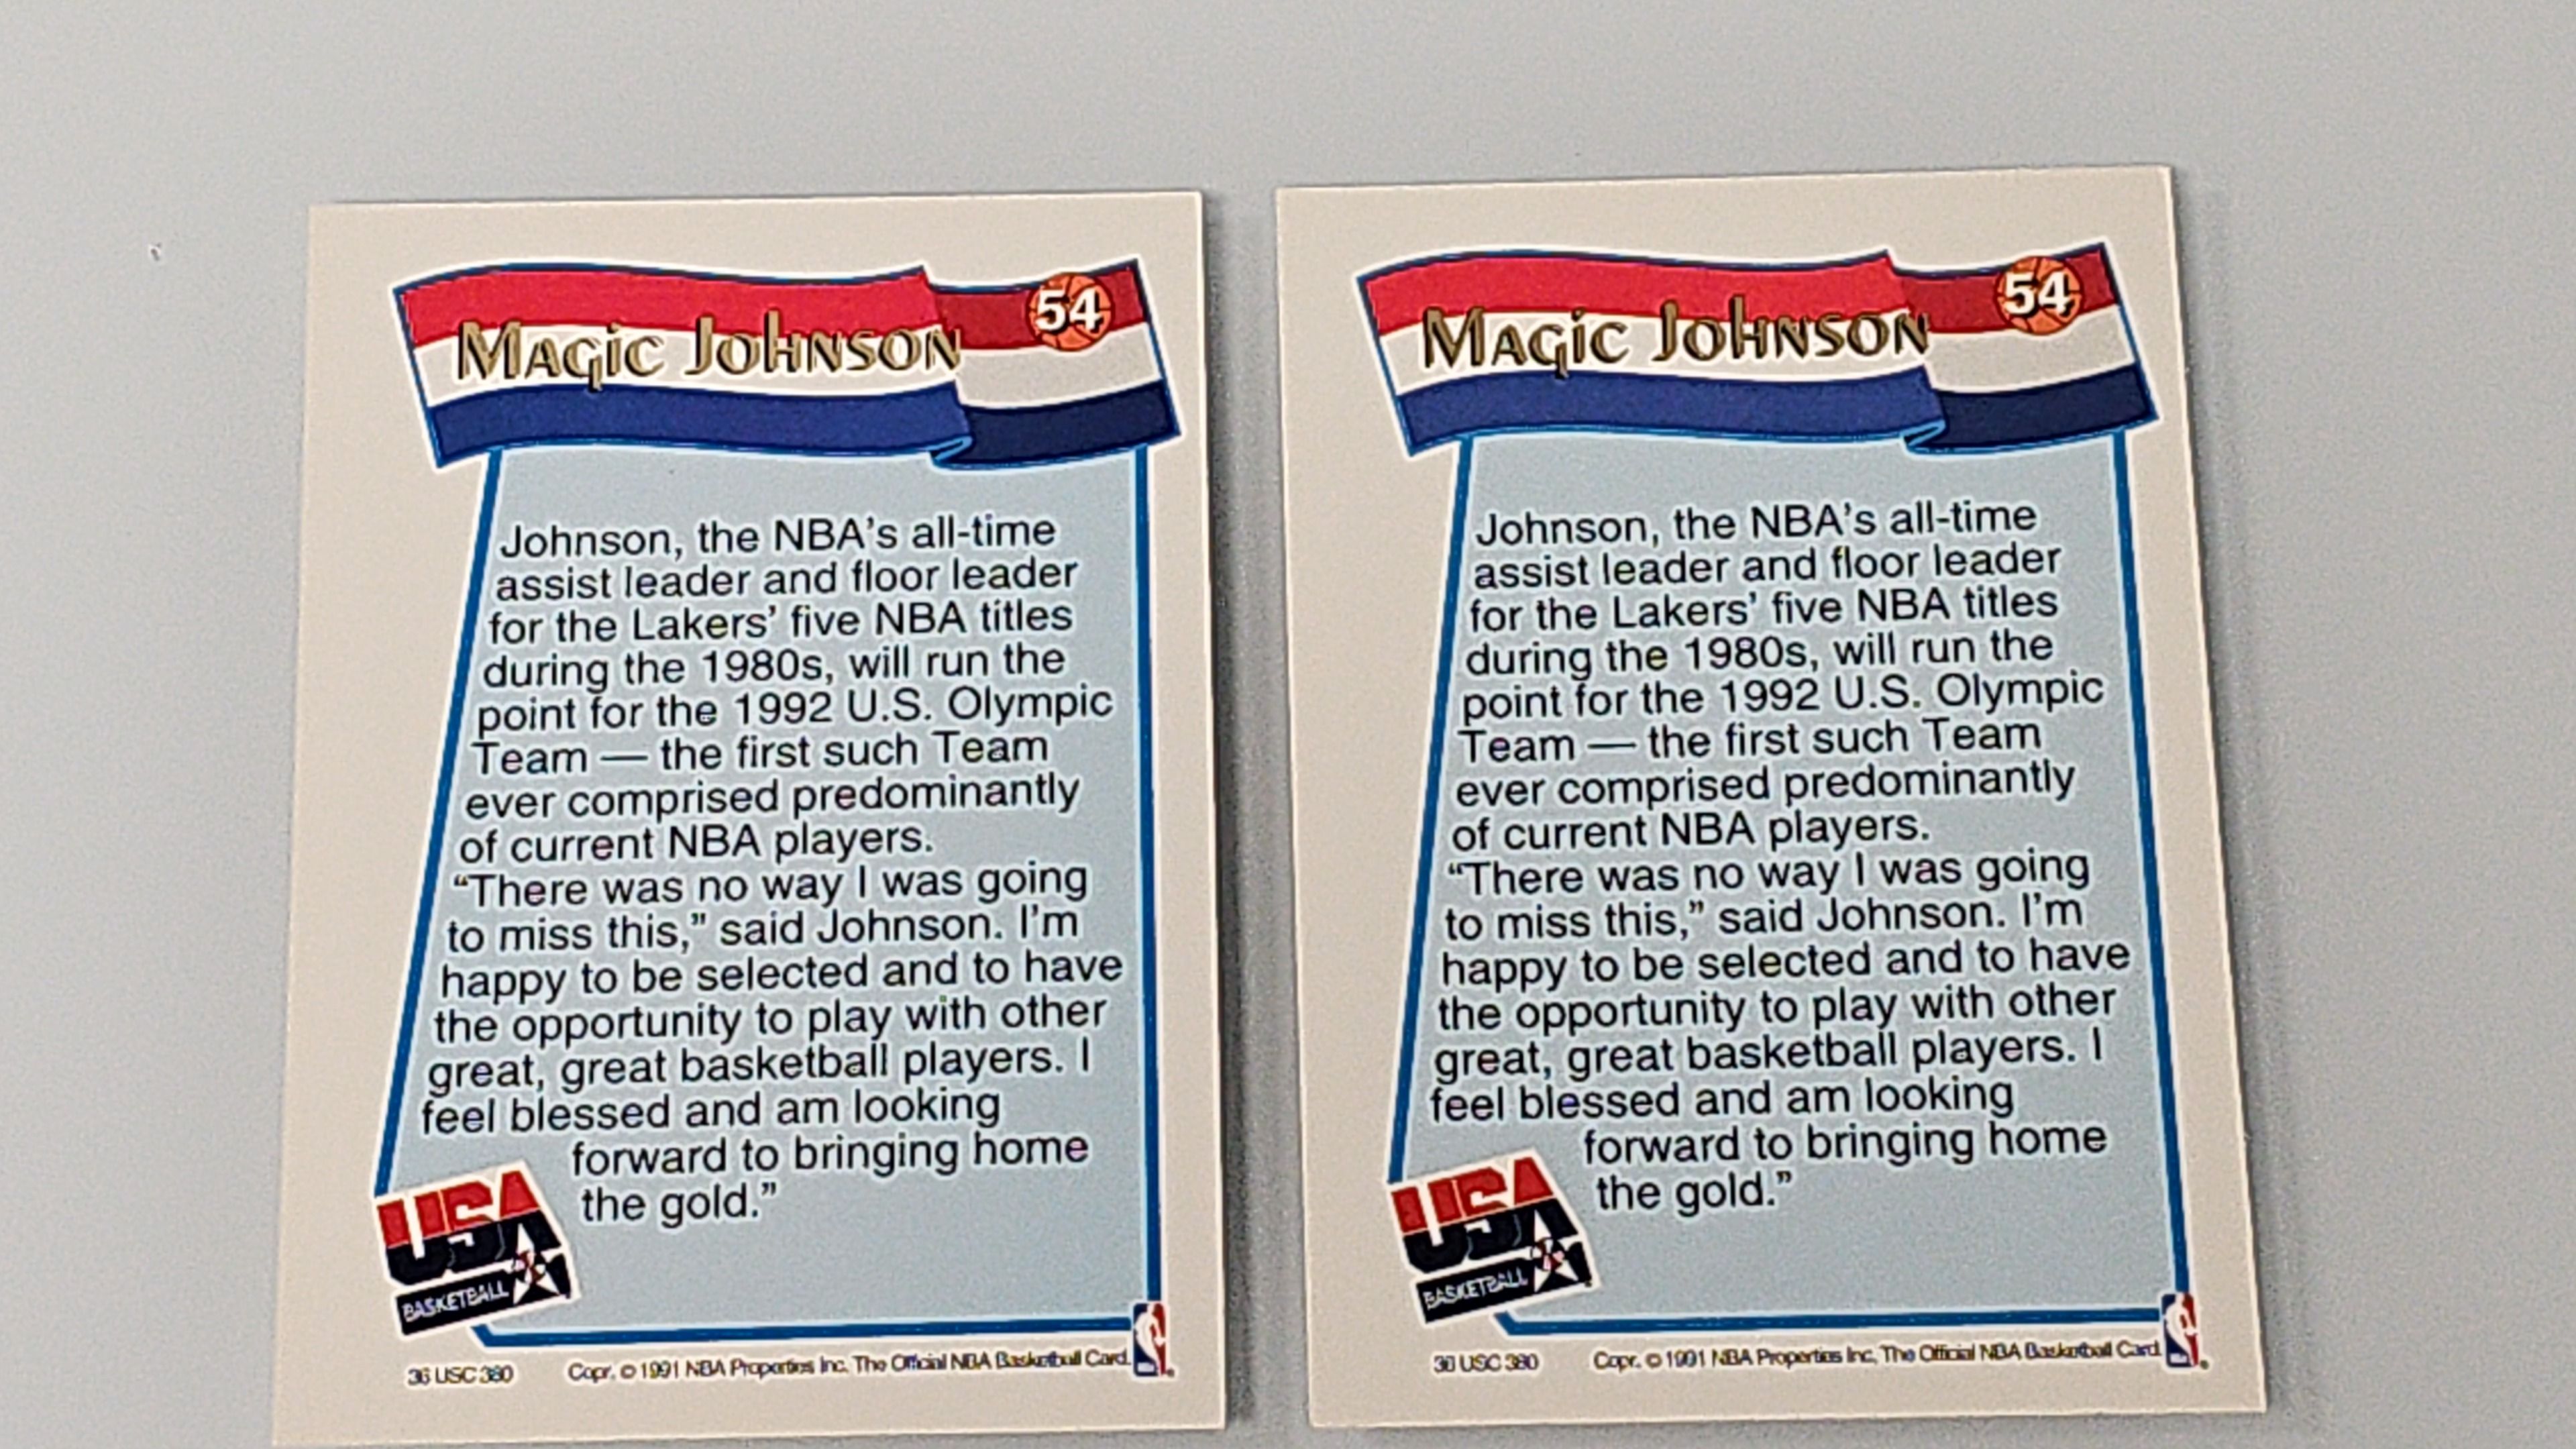 Magic Johnson
54
Johnson, the NBA's all-time
assist leader and floor leader
for the Lakers' five NBA titles
during the 1980s, will run the
point for the 1992 U.S. Olympic
Team — the first such Team
ever comprised predominantly
of current NBA players.
“There was no way I was going
to miss this,” said Johnson. I'm
happy to be selected and to have
the opportunity to play with other
great, great basketball players. I
feel blessed and am looking
forward to bringing home
the gold.”
USA
BASKETBALL
36 USC 380
Copr. © 1991 NBA Properties Inc. The Official NBA Basketball Card.
Magic Johnson
54
Johnson, the NBA's all-time
assist leader and floor leader
for the Lakers' five NBA titles
during the 1980s, will run the
point for the 1992 U.S. Olympic
Team — the first such Team
ever comprised predominantly
of current NBA players.
“There was no way I was going
to miss this,” said Johnson. I'm
happy to be selected and to have
the opportunity to play with other
great, great basketball players. I
feel blessed and am looking
forward to bringing home
the gold.”
USA
BASKETBALL
36 USC 380
Copr. © 1991 NBA Properties Inc. The Official NBA Basketball Card.